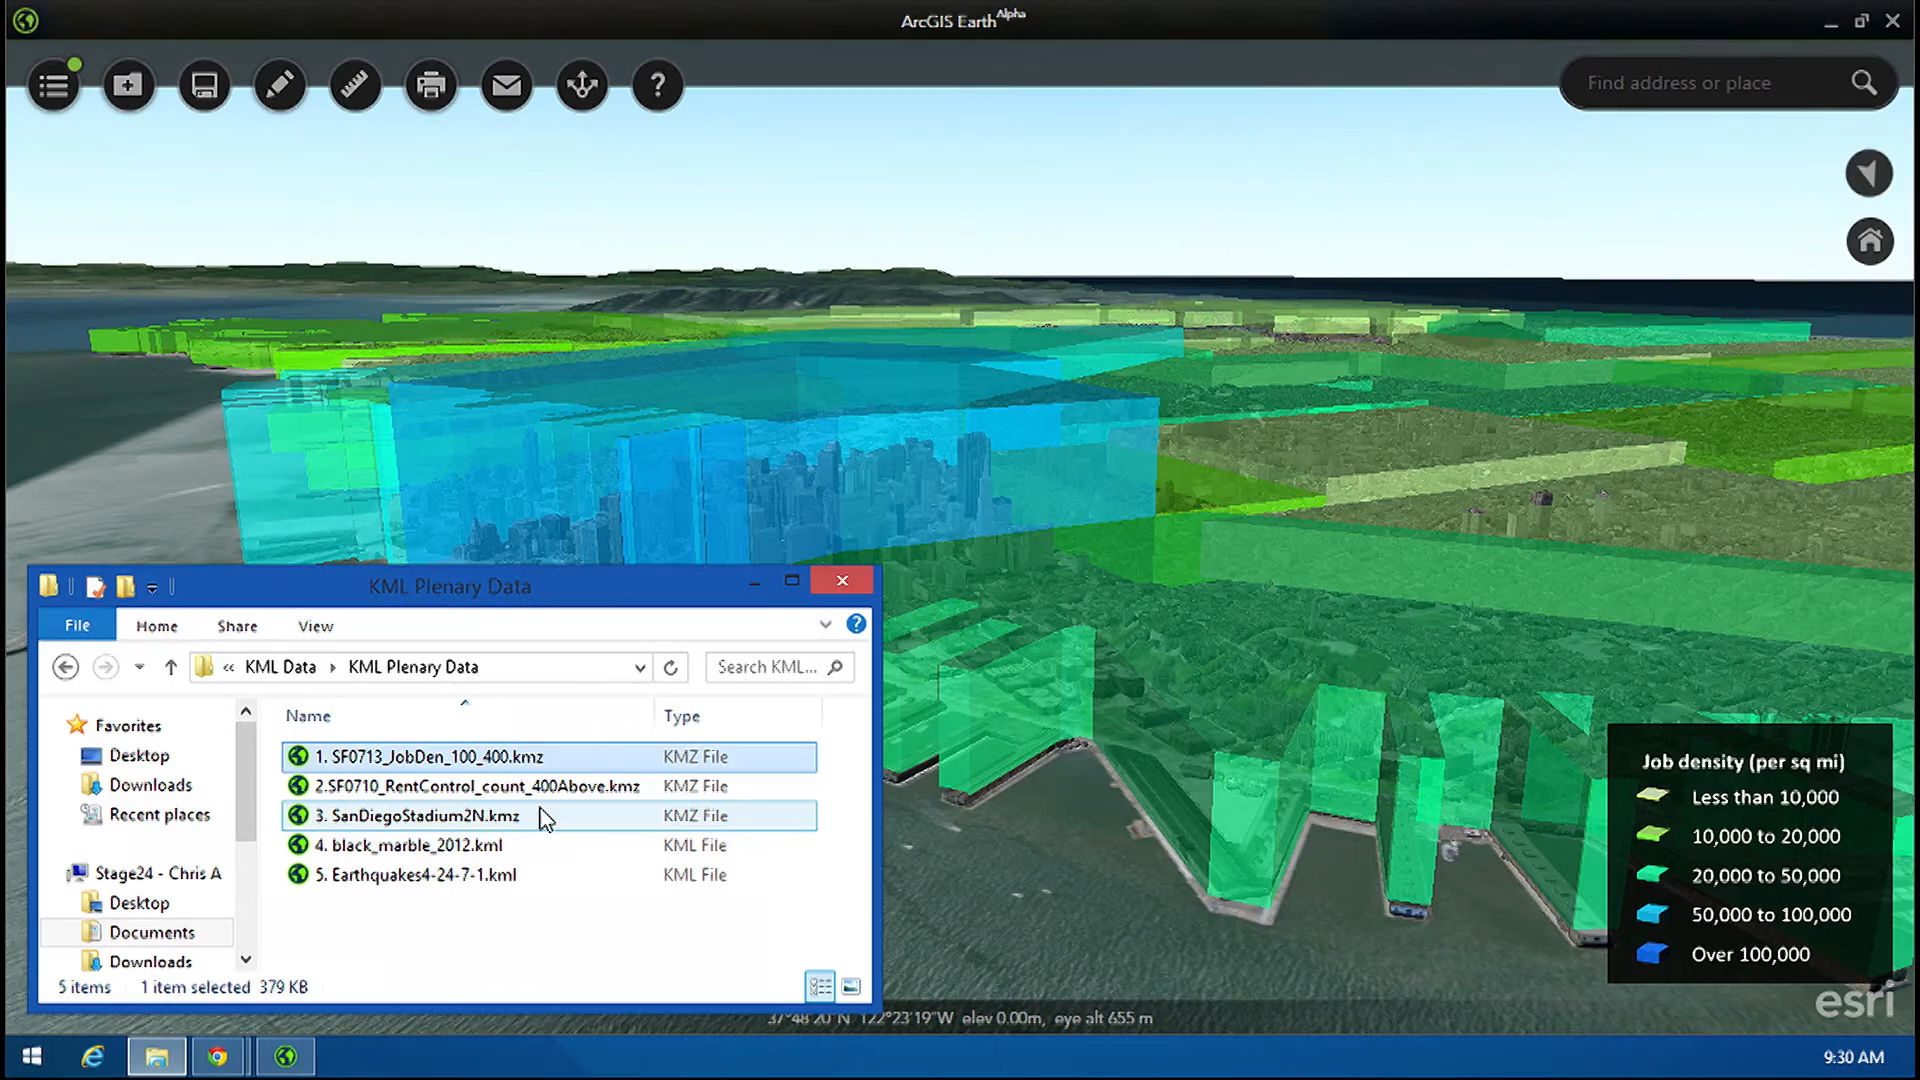 ArcGIS Earth Alpha
Find address or place
KML Plenary Data
File Home Share View
« KML Data KML Plenary Data
Search KML...
Name Type
Favorites
Desktop
Downloads
Recent places
Stage24 - Chris A
Desktop
Documents
Downloads
1. SF0713_JobDen_100_400.kmz KMZ File
2.SF0710_RentControl_count_400Above.kmz KMZ File
3. SanDiegoStadium2N.kmz KMZ File
4. black_marble_2012.kml KML File
5. Earthquakes4-24-7-1.kml KML File
5 items 1 item selected 379 KB
Job density (per sq mi)
Less than 10,000
10,000 to 20,000
20,000 to 50,000
50,000 to 100,000
Over 100,000
esri
37°48'20"N 122°23'19"W elev 0.00m, eye alt 655 m
9:30 AM